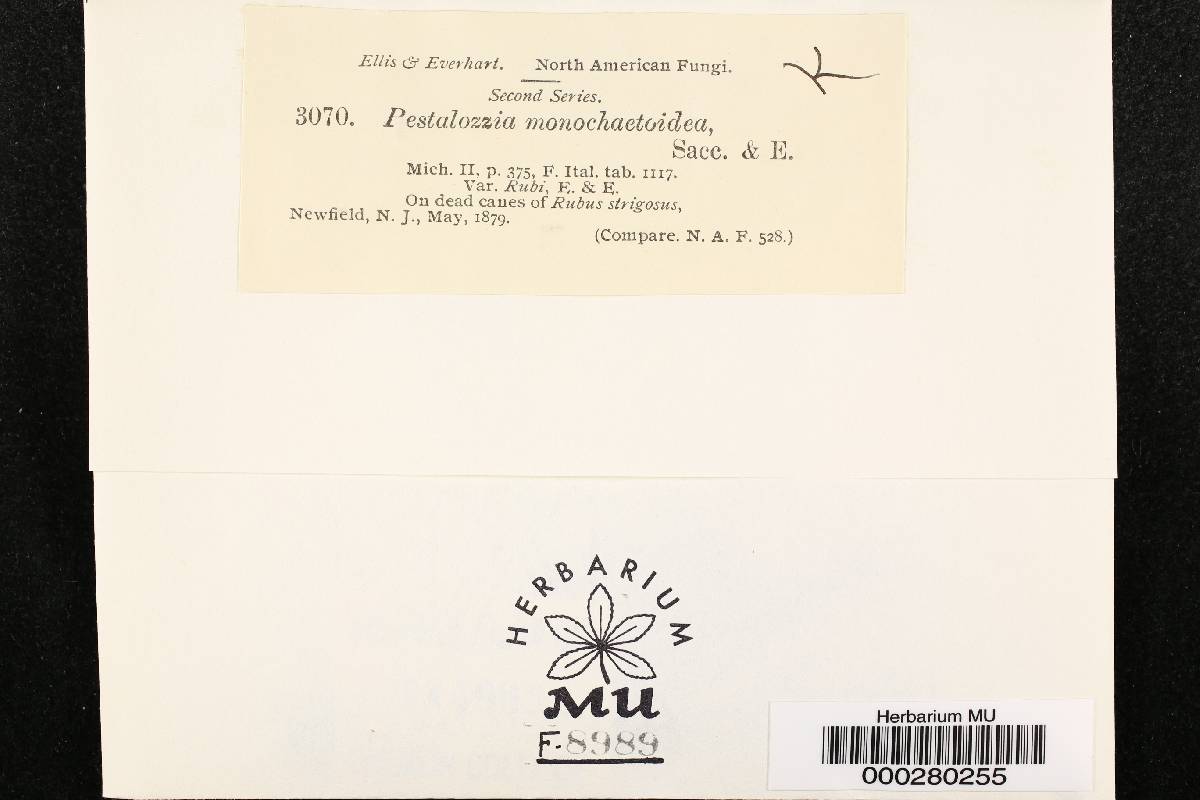 Ellis & Everhart. North American Fungi.
Second Series.
3070. Pestalozzia monochaetoidea,
Sacc. & E.
Mich. II, p. 375, F. Ital. tab. 1117.
Var. Rubi, E. & E.
On dead canes of Rubus strigosus,
Newfield, N. J., May, 1879.
(Compare. N. A. F. 528.)
HERBARIUM
MU
F-8989
Herbarium MU
000280255